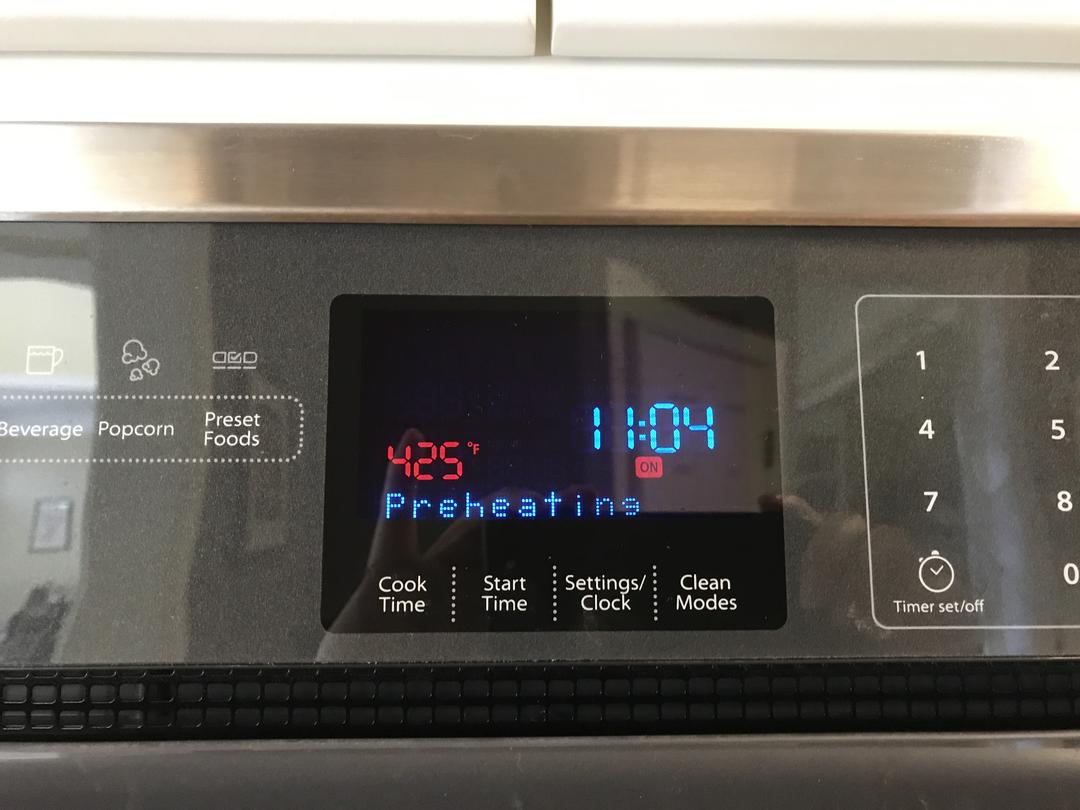 Beverage
Popcorn
Preset
Foods
11:04
425°F
ON
Preheating
Cook
Time
Start
Time
Settings/
Clock
Clean
Modes
1 2
4 5
7 8
0
Timer set/off